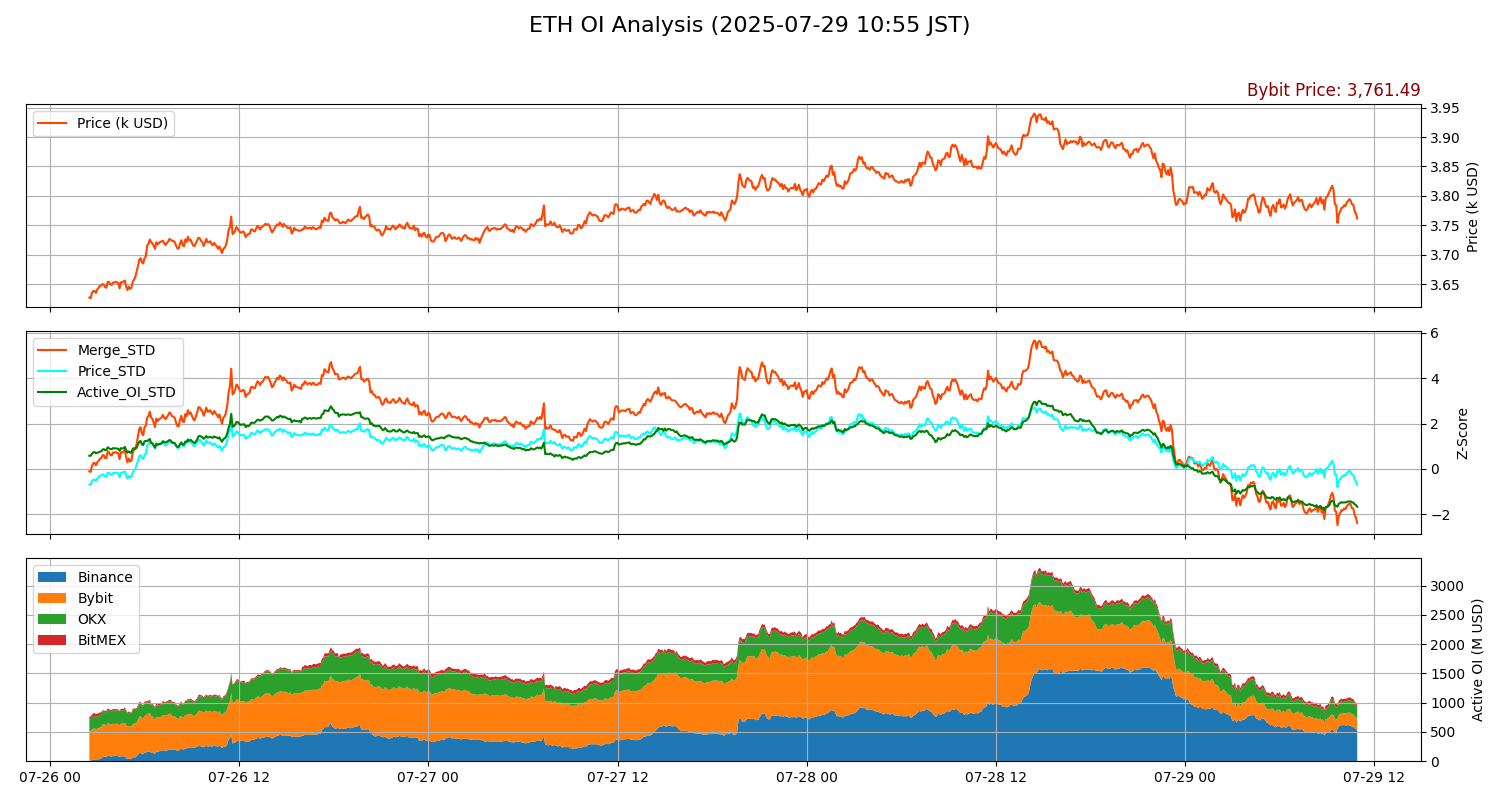 ETH OI Analysis (2025-07-29 10:55 JST)
Bybit Price: 3,761.49
Price (k USD)
3.95
3.90
3.85
3.80
3.75
3.70
3.65
Price (k USD)
Merge_STD
Price_STD
Active_OI_STD
6
4
2
0
−2
Z-Score
Binance
Bybit
OKX
BitMEX
3000
2500
2000
1500
1000
500
0
Active OI (M USD)
07-26 00
07-26 12
07-27 00
07-27 12
07-28 00
07-28 12
07-29 00
07-29 12